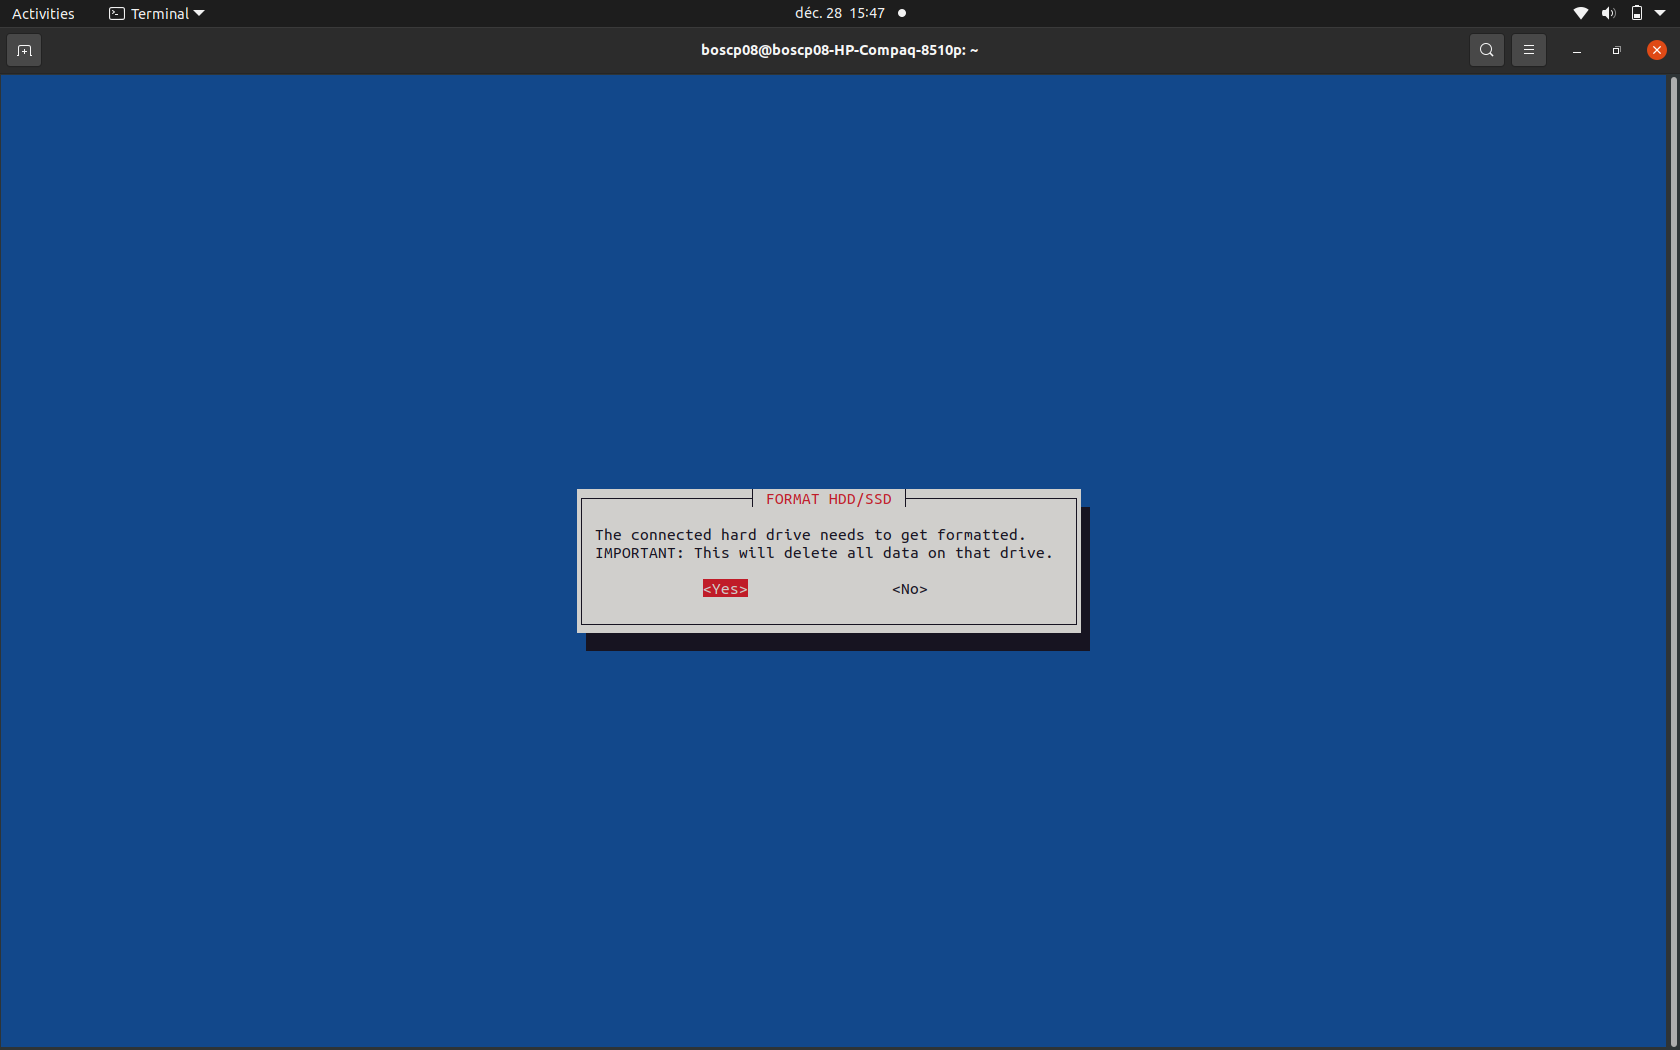 Activities
Terminal
déc. 28 15:47
boscp08@boscp08-HP-Compaq-8510p: ~
FORMAT HDD/SSD
The connected hard drive needs to get formatted.
IMPORTANT: This will delete all data on that drive.
<Yes> <No>